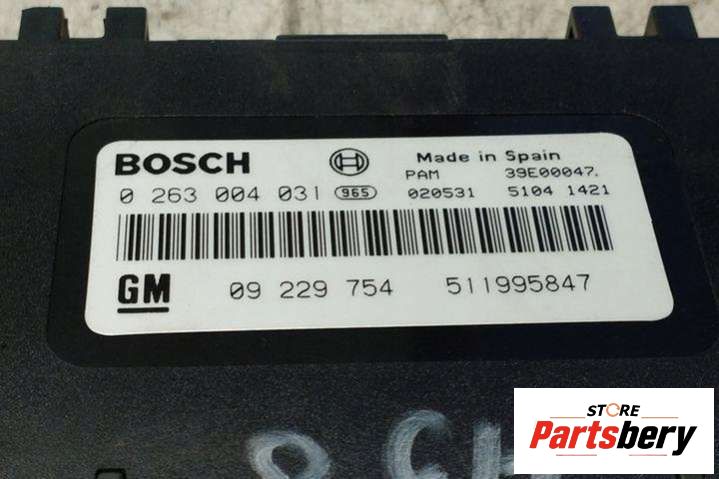 BOSCH Made in Spain
PAM 39E00047.
0 263 004 031 965 020531 5104 1421
GM 09 229 754 511995847
STORE
Partsbery